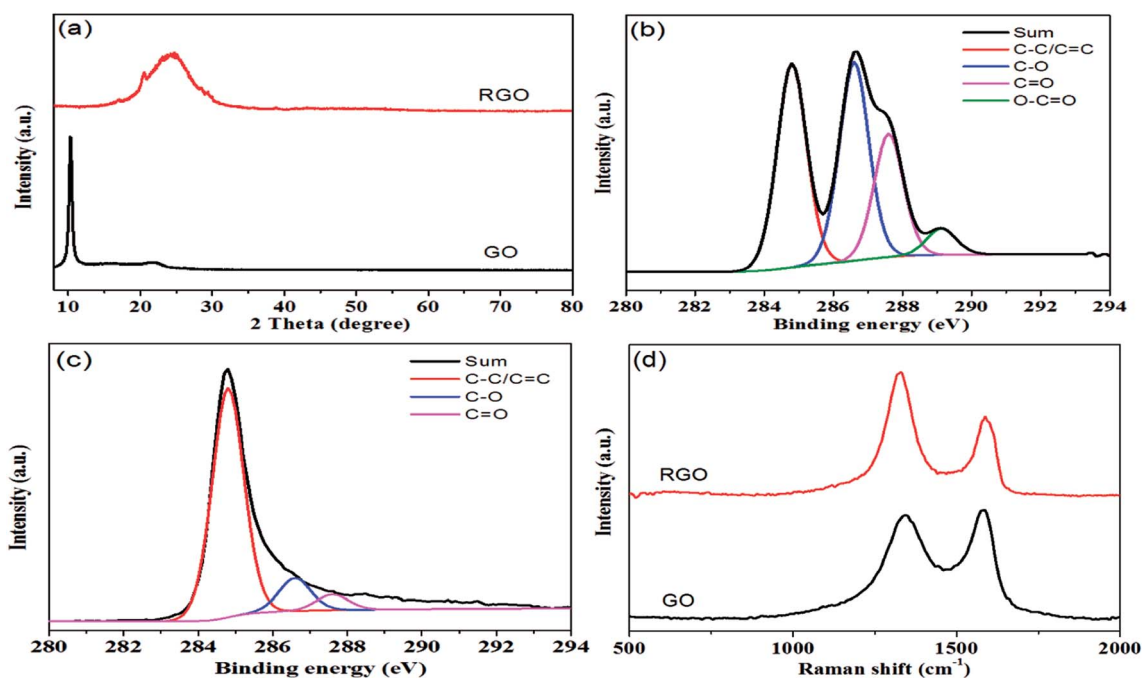 (a)
RGO
GO
Intensity (a.u.)
10 20 30 40 50 60 70 80
2 Theta (degree)
(b)
Sum
C-C/C=C
C-O
C=O
O-C=O
Intensity (a.u.)
280 282 284 286 288 290 292 294
Binding energy (eV)
(c)
Sum
C-C/C=C
C-O
C=O
Intensity (a.u.)
280 282 284 286 288 290 292 294
Binding energy (eV)
(d)
RGO
GO
Intensity (a.u.)
500 1000 1500 2000
Raman shift (cm⁻¹)